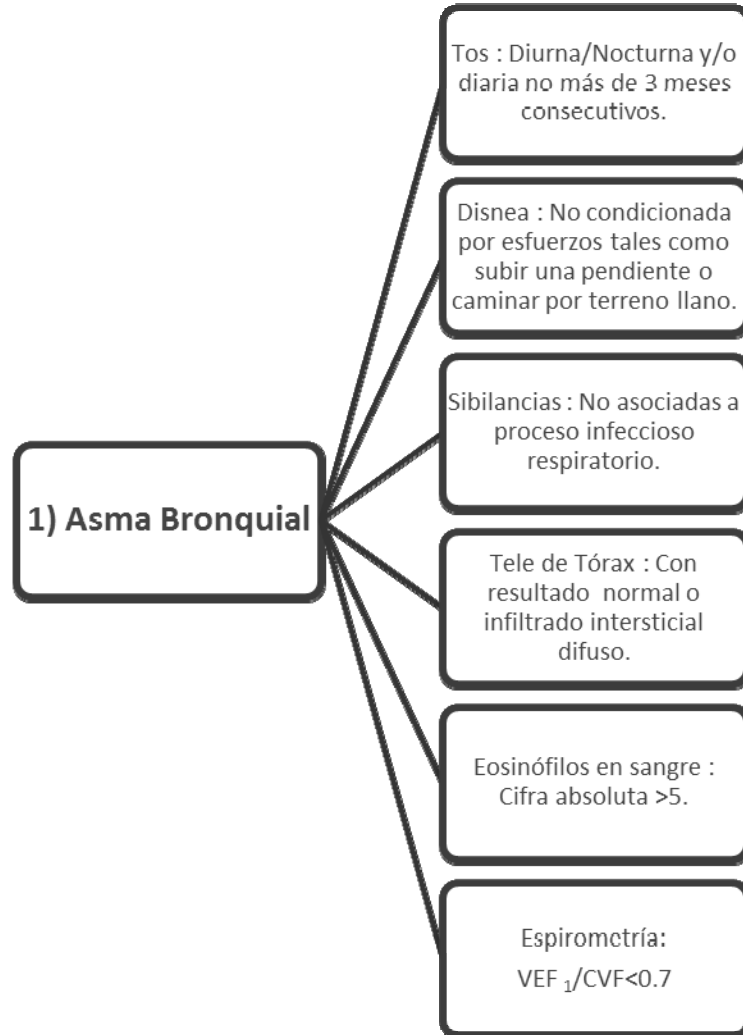 Tos : Diurna/Nocturna y/o
diaria no más de 3 meses
consecutivos.
Disnea : No condicionada
por esfuerzos tales como
subir una pendiente o
caminar por terreno llano.
Sibilancias : No asociadas a
proceso infeccioso
respiratorio.
1) Asma Bronquial
Tele de Tórax : Con
resultado normal o
infiltrado intersticial
difuso.
Eosinófilos en sangre :
Cifra absoluta >5.
Espirometría:
VEF ₁/CVF<0.7